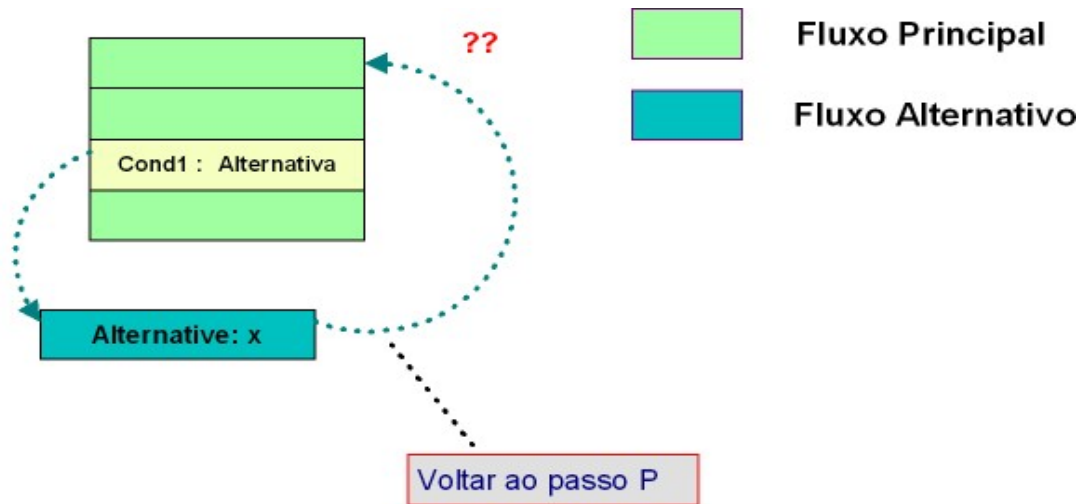 ??
Fluxo Principal
Fluxo Alternativo
Cond1 : Alternativa
Alternative: x
Voltar ao passo P